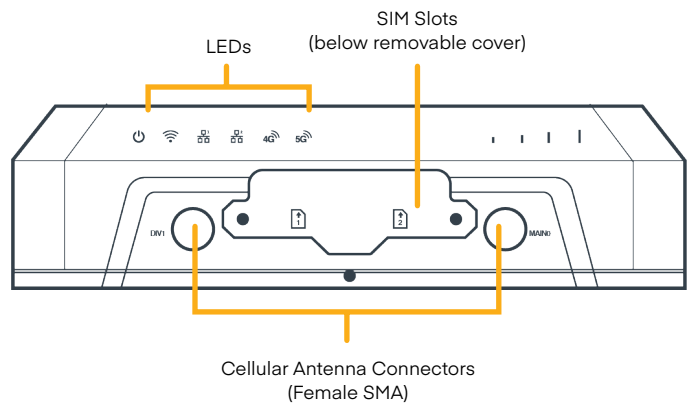 SIM Slots
(below removable cover)
LEDs
4G
5G
1
2
DIV1
MAIN0
Cellular Antenna Connectors
(Female SMA)